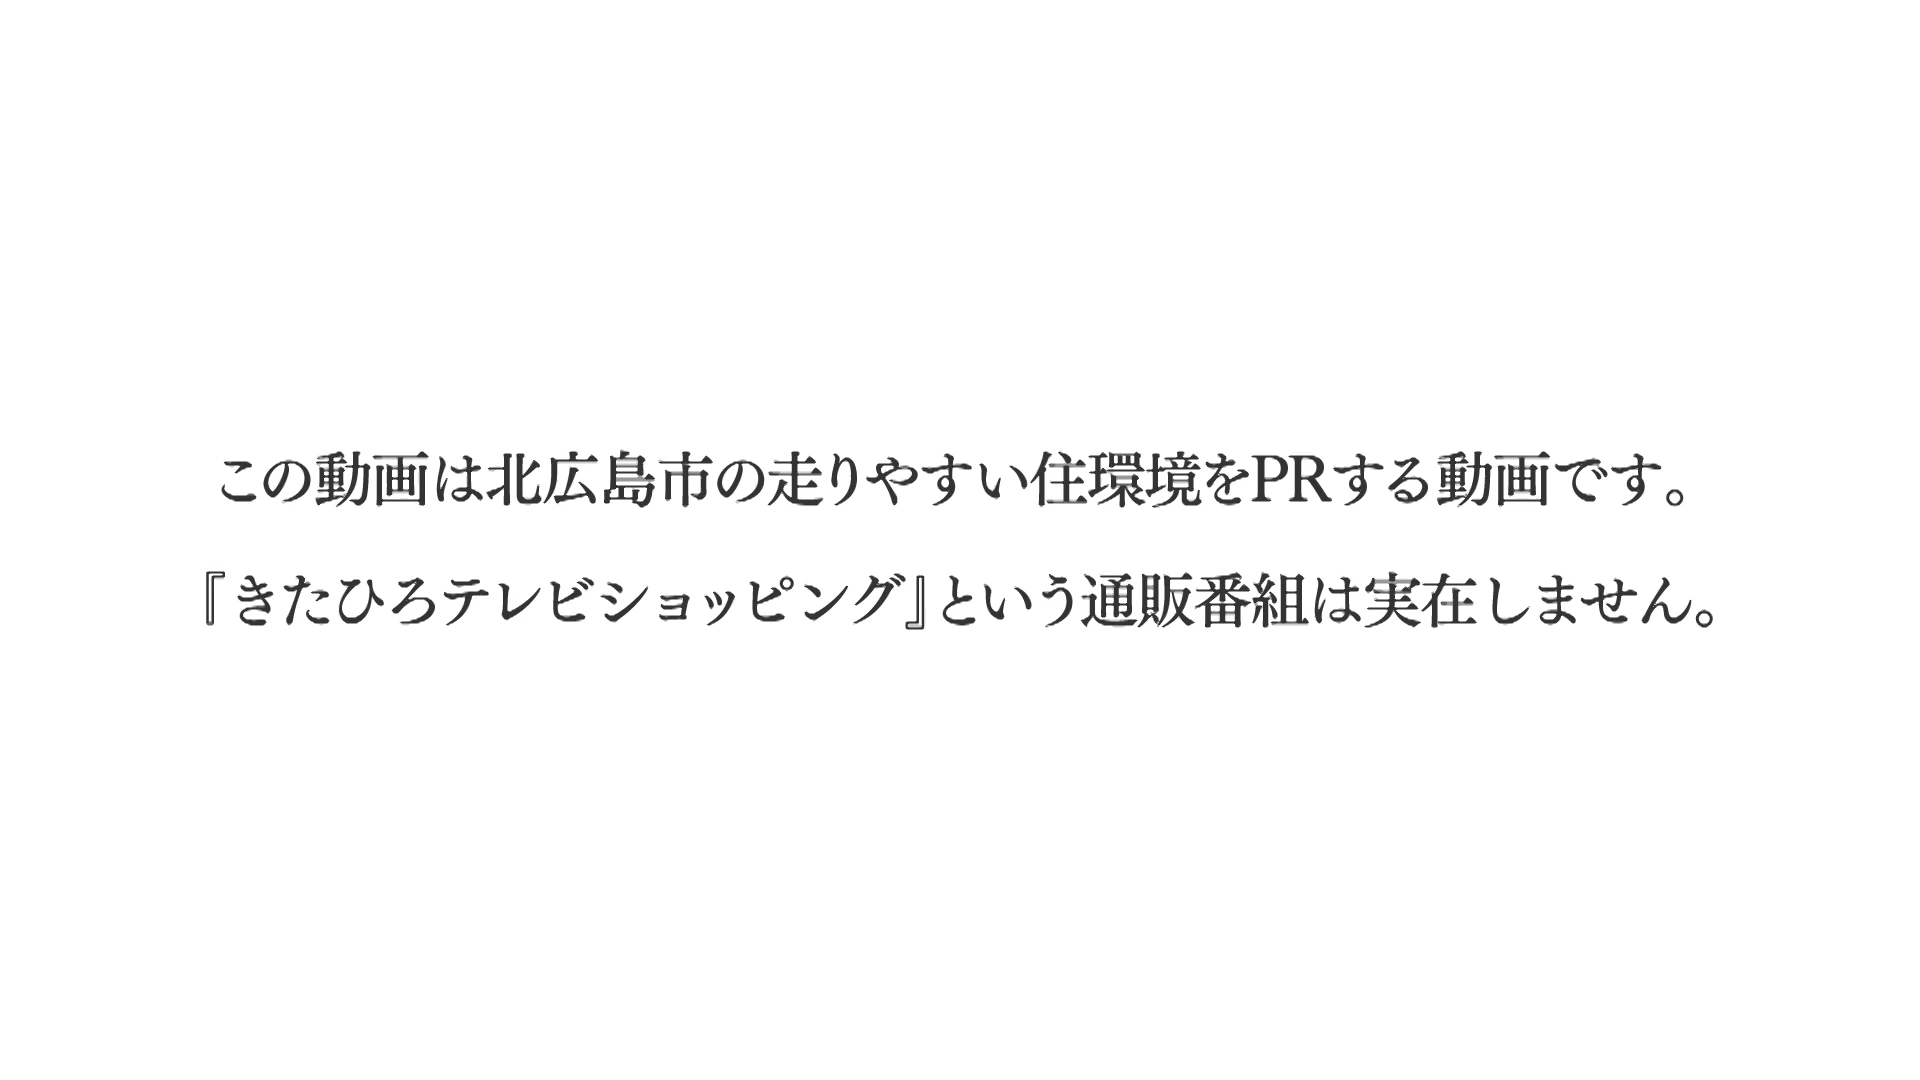 この動画は北広島市の走りやすい住環境をPRする動画です。
『きたひろテレビショッピング』という通販番組は実在しません。